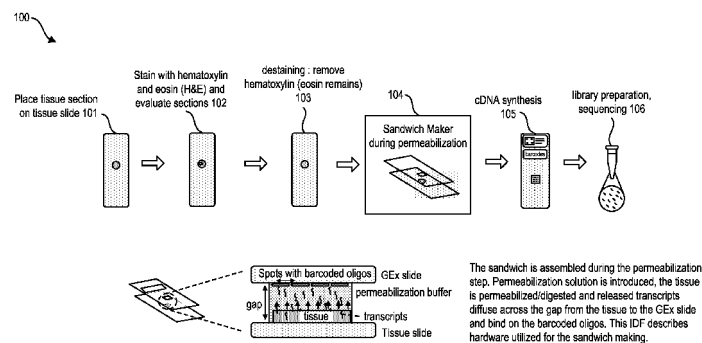 100
Place tissue section
on tissue slide 101
Stain with hematoxylin
and eosin (H&E) and
evaluate sections 102
destaining : remove
hematoxylin (eosin remains)
103
104
Sandwich Maker
during permeabilization
cDNA synthesis
105
barcodes
library preparation,
sequencing 106
Spots with barcoded oligos
GEx slide
permeabilization buffer
gap
tissue
transcripts
Tissue slide
The sandwich is assembled during the permeabilization
step. Permeabilization solution is introduced, the tissue
is permeabilized/digested and released transcripts
diffuse across the gap from the tissue to the GEx slide
and bind on the barcoded oligos. This IDF describes
hardware utilized for the sandwich making.